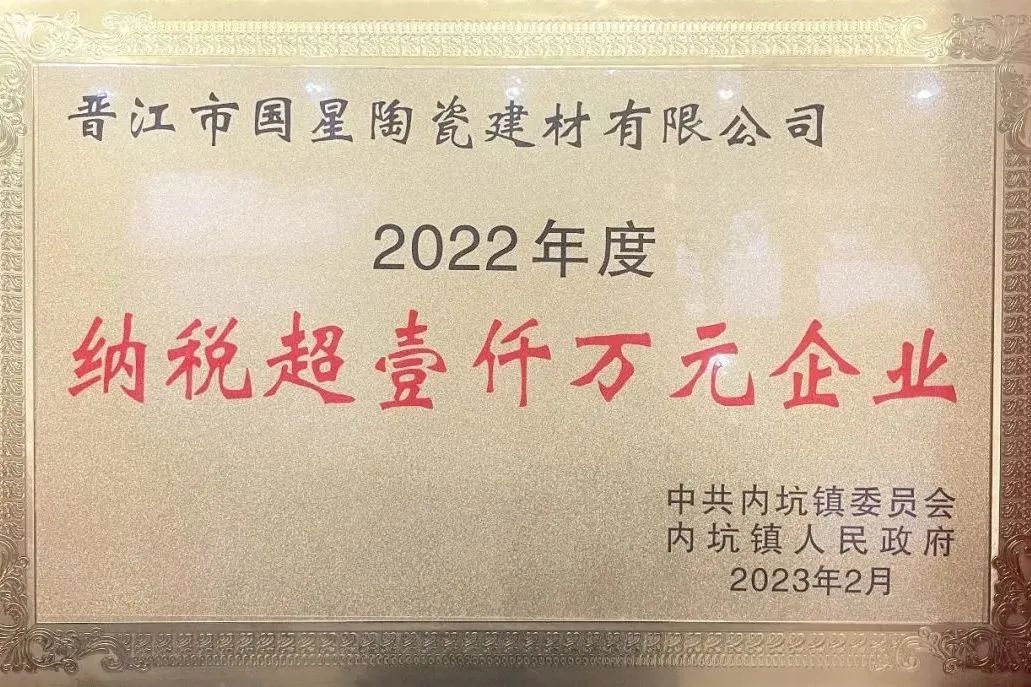 晋江市国星陶瓷建材有限公司
2022年度
纳税超壹仟万元企业
中共内坑镇委员会
内坑镇人民政府
2023年2月